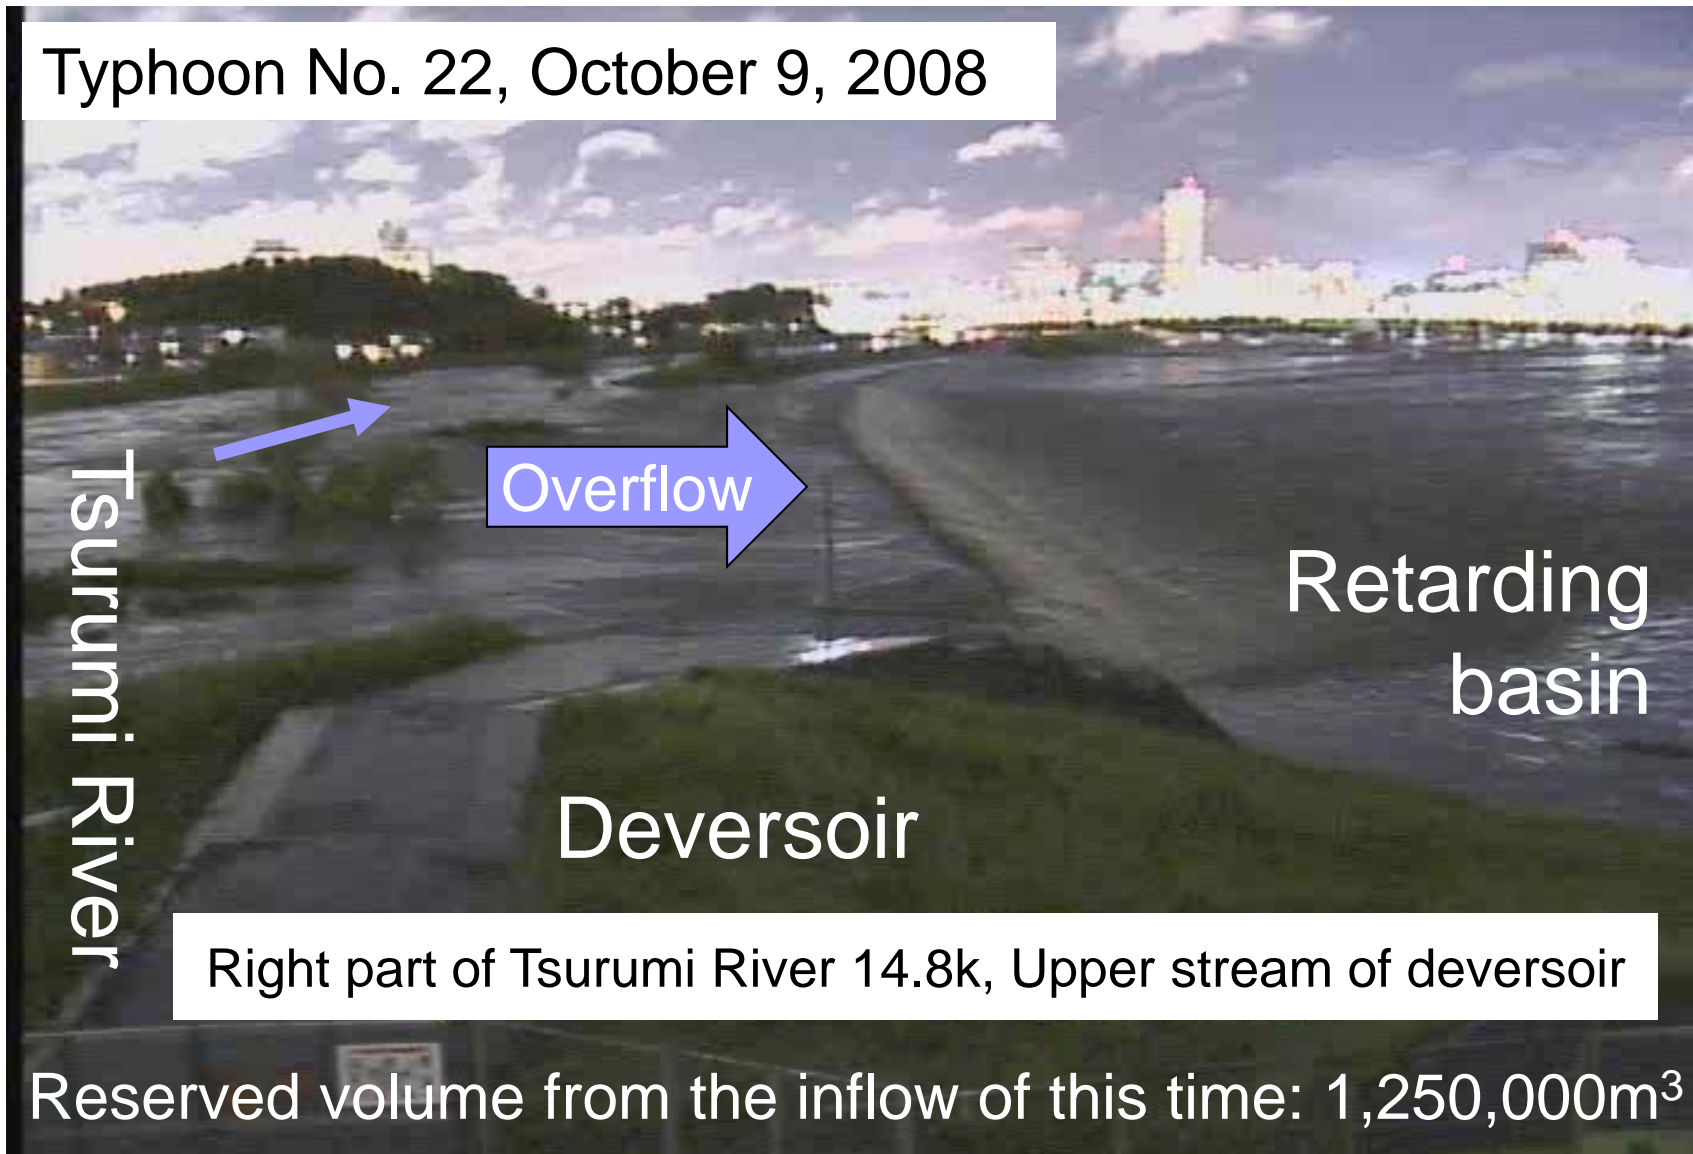 Typhoon No. 22, October 9, 2008
Tsurumi River
Overflow
Retarding
basin
Deversoir
Right part of Tsurumi River 14.8k, Upper stream of deversoir
Reserved volume from the inflow of this time: 1,250,000m³